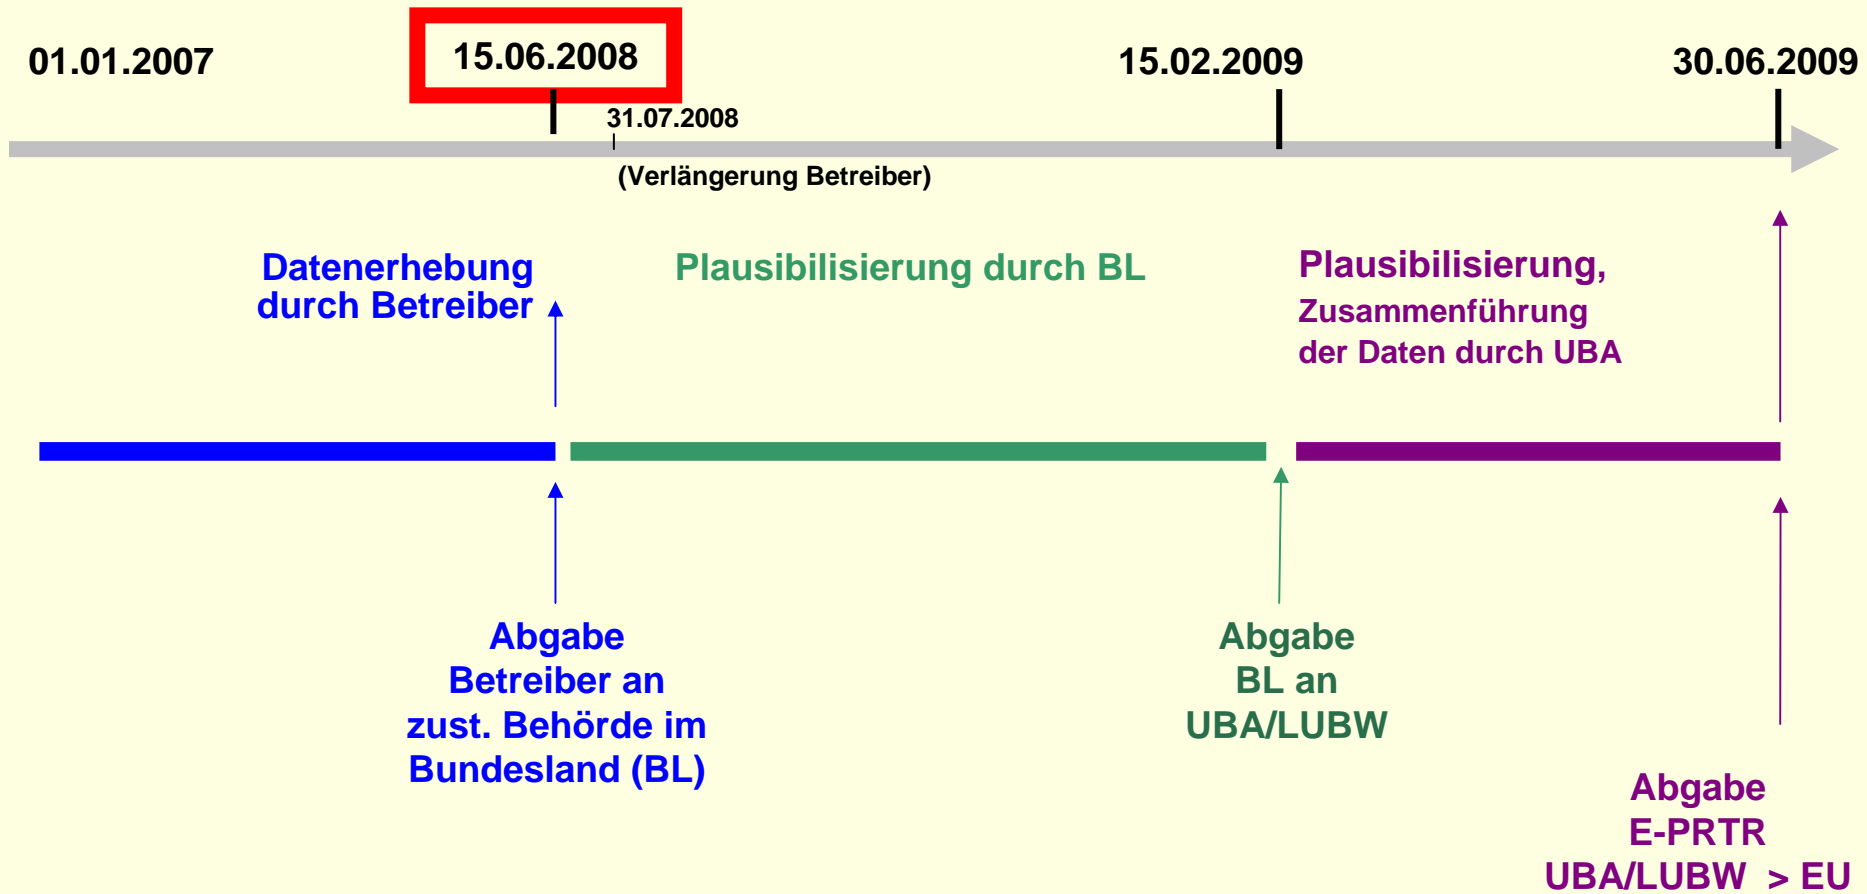 01.01.2007
15.06.2008
15.02.2009
30.06.2009
31.07.2008
(Verlängerung Betreiber)
Datenerhebung
durch Betreiber
Plausibilisierung durch BL
Plausibilisierung,
Zusammenführung
der Daten durch UBA
Abgabe
Betreiber an
zust. Behörde im
Bundesland (BL)
Abgabe
BL an
UBA/LUBW
Abgabe
E-PRTR
UBA/LUBW > EU